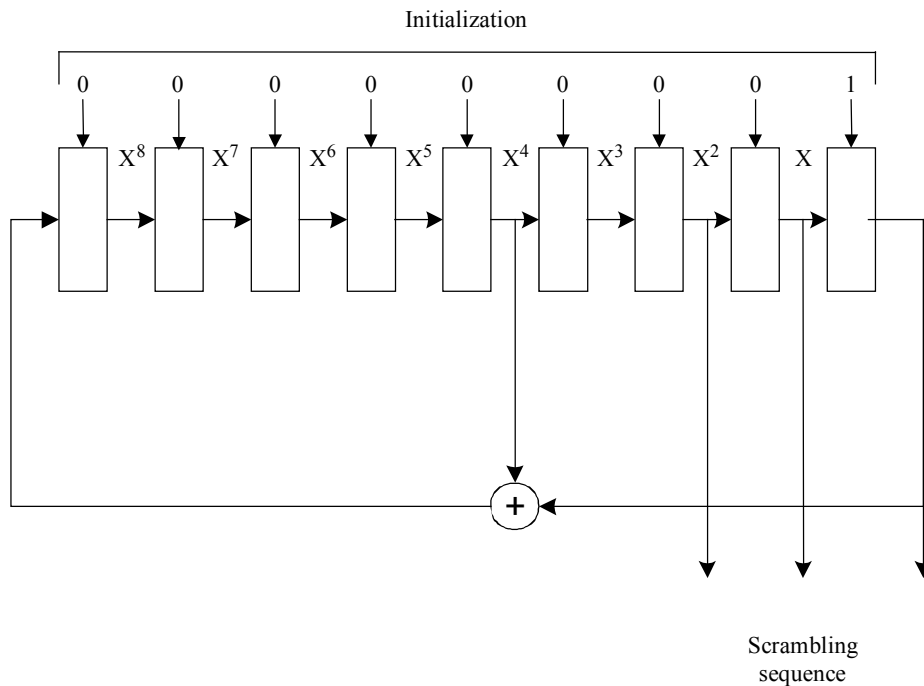 Initialization
0 0 0 0 0 0 0 0 1
X⁸ X⁷ X⁶ X⁵ X⁴ X³ X² X
+
Scrambling
sequence